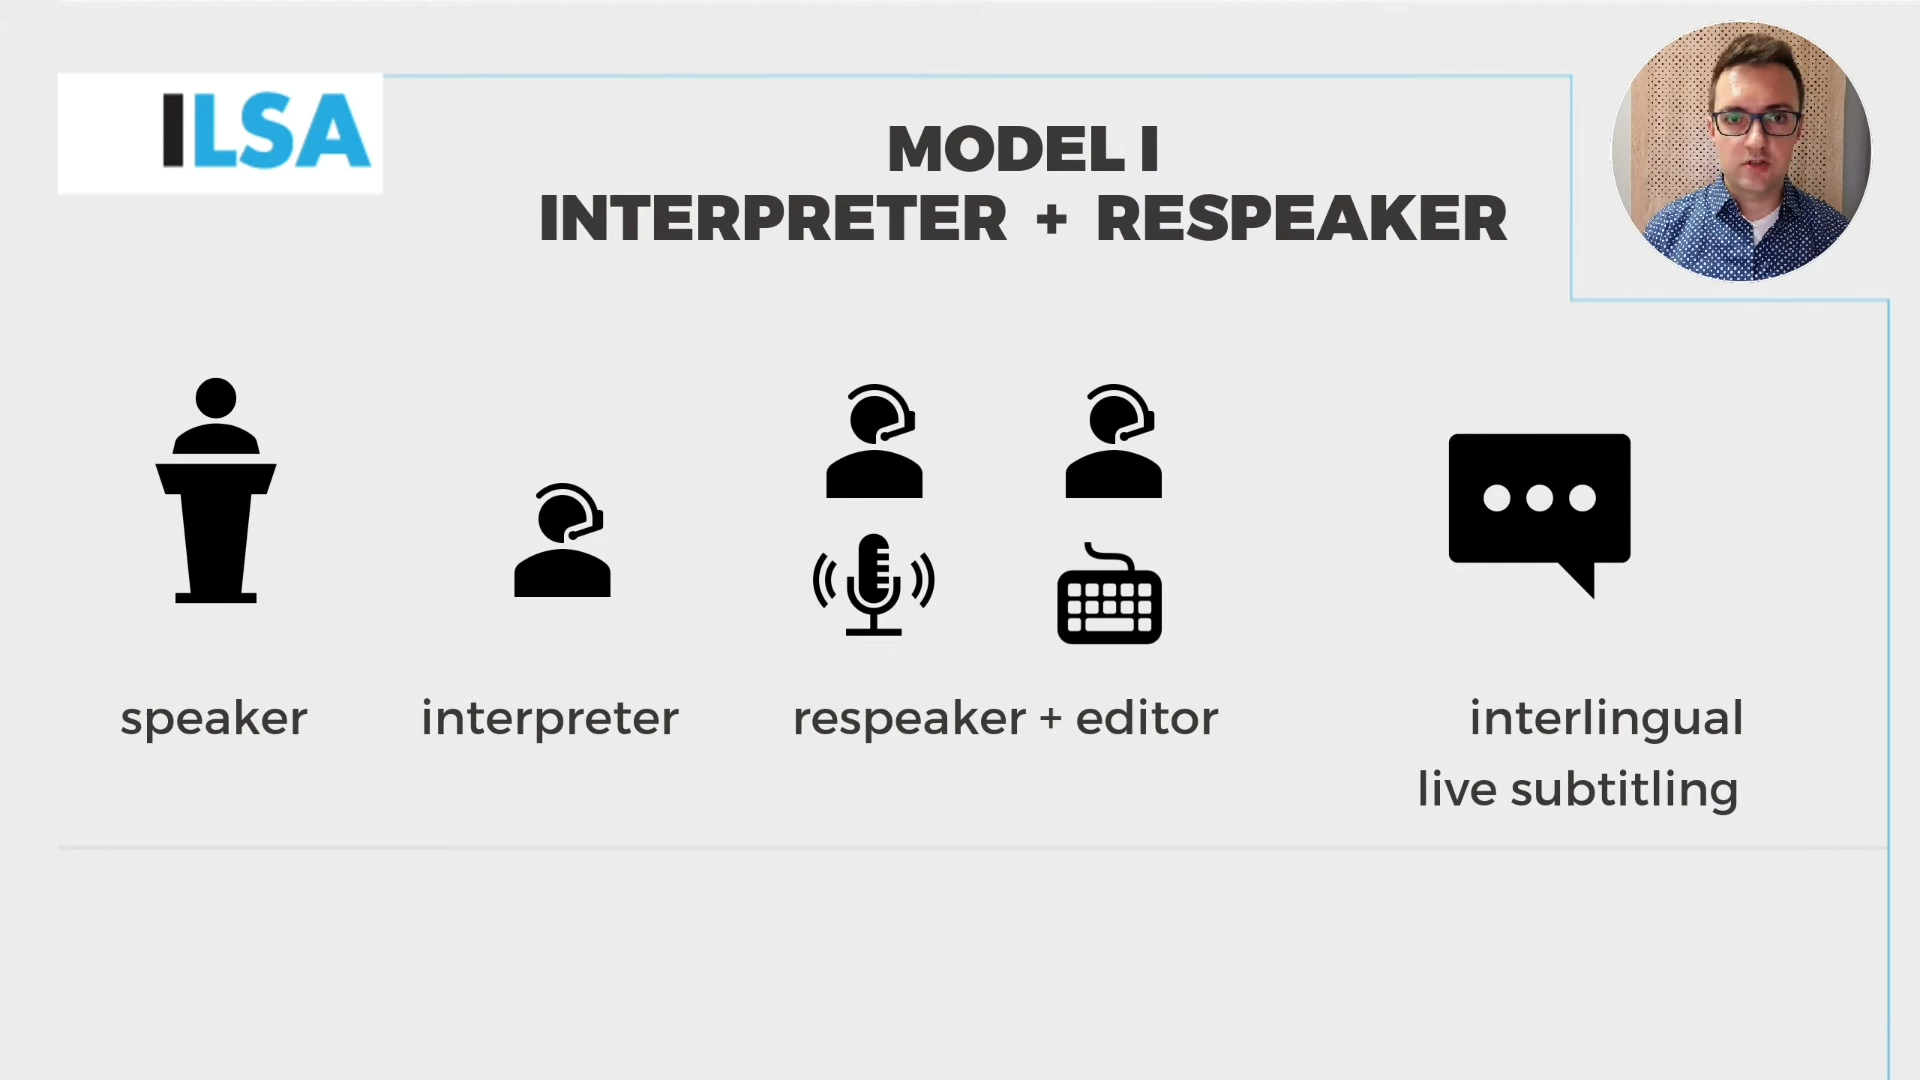 ILSA
MODEL I
INTERPRETER + RESPEAKER
speaker
interpreter
respeaker + editor
interlingual
live subtitling